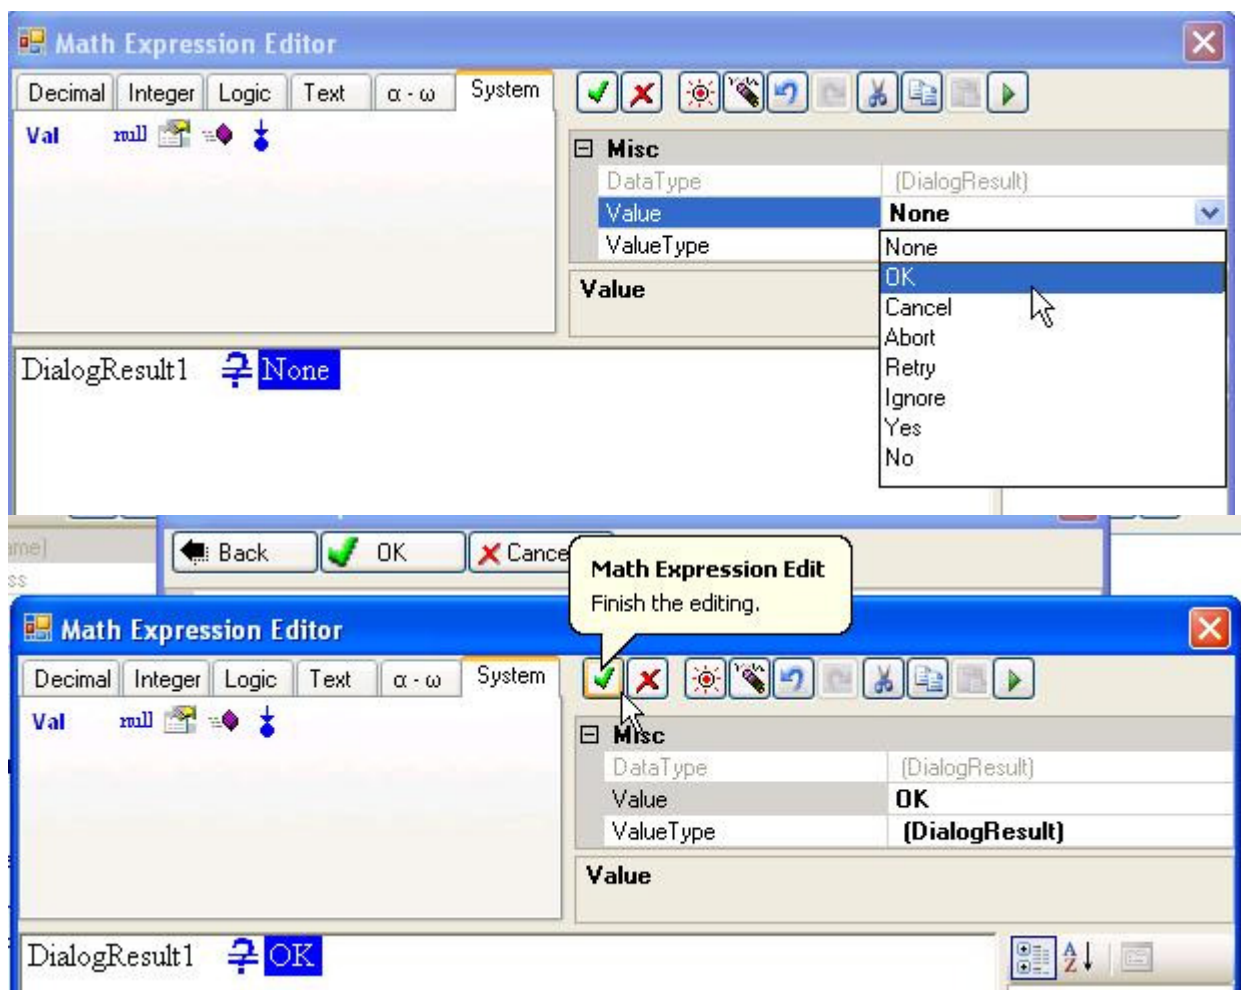 Math Expression Editor
Decimal Integer Logic Text α - ω System
Val null
Misc
DataType (DialogResult)
Value None
ValueType
None
OK
Cancel
Abort
Retry
Ignore
Yes
No
Value
DialogResult1 None
Back OK Cance
Math Expression Edit
Finish the editing.
Math Expression Editor
Decimal Integer Logic Text α - ω System
Val null
Misc
DataType (DialogResult)
Value OK
ValueType (DialogResult)
Value
DialogResult1 OK